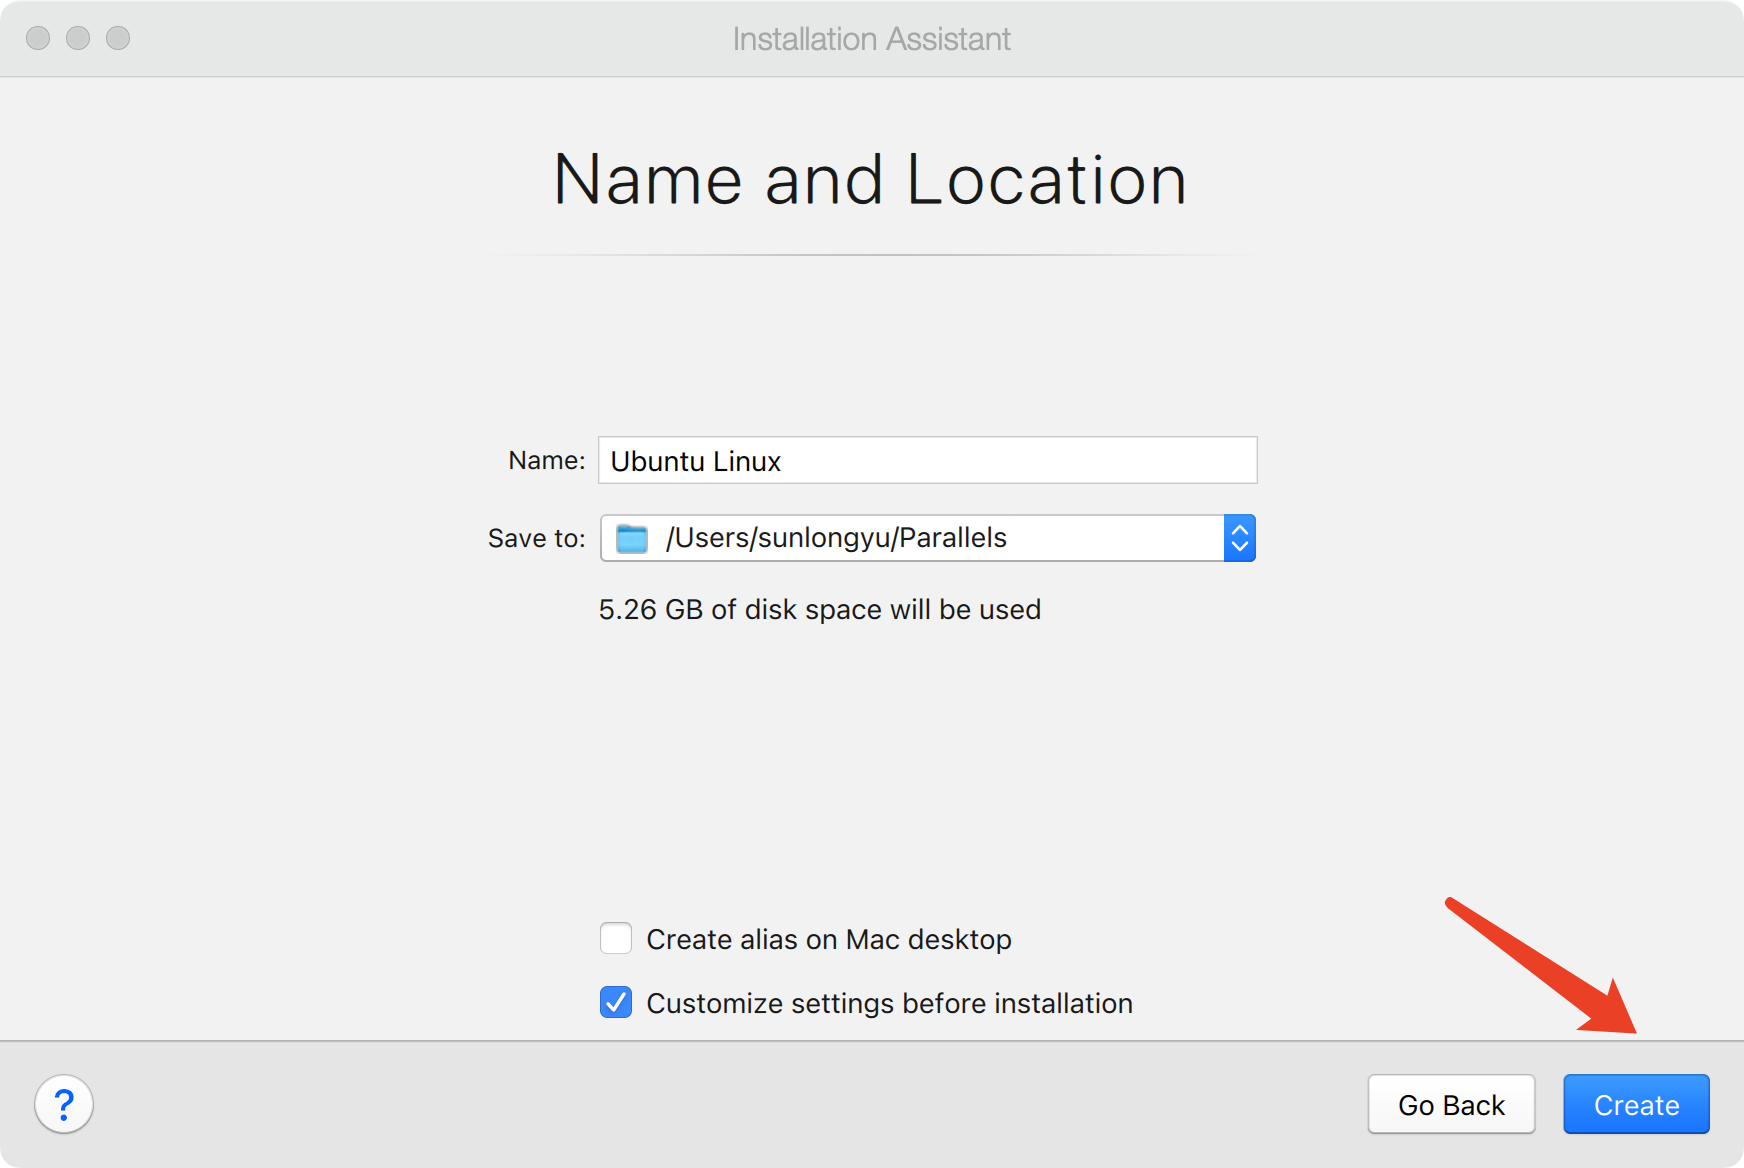 Installation Assistant
Name and Location
Name: Ubuntu Linux
Save to: /Users/sunlongyu/Parallels
5.26 GB of disk space will be used
Create alias on Mac desktop
Customize settings before installation
? Go Back Create